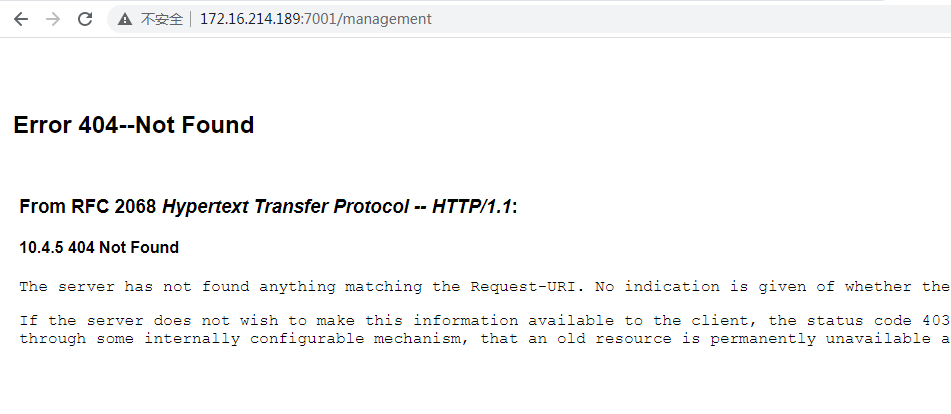 不安全 | 172.16.214.189:7001/management
Error 404--Not Found
From RFC 2068 Hypertext Transfer Protocol -- HTTP/1.1:
10.4.5 404 Not Found
The server has not found anything matching the Request-URI. No indication is given of whether the
If the server does not wish to make this information available to the client, the status code 403
through some internally configurable mechanism, that an old resource is permanently unavailable a